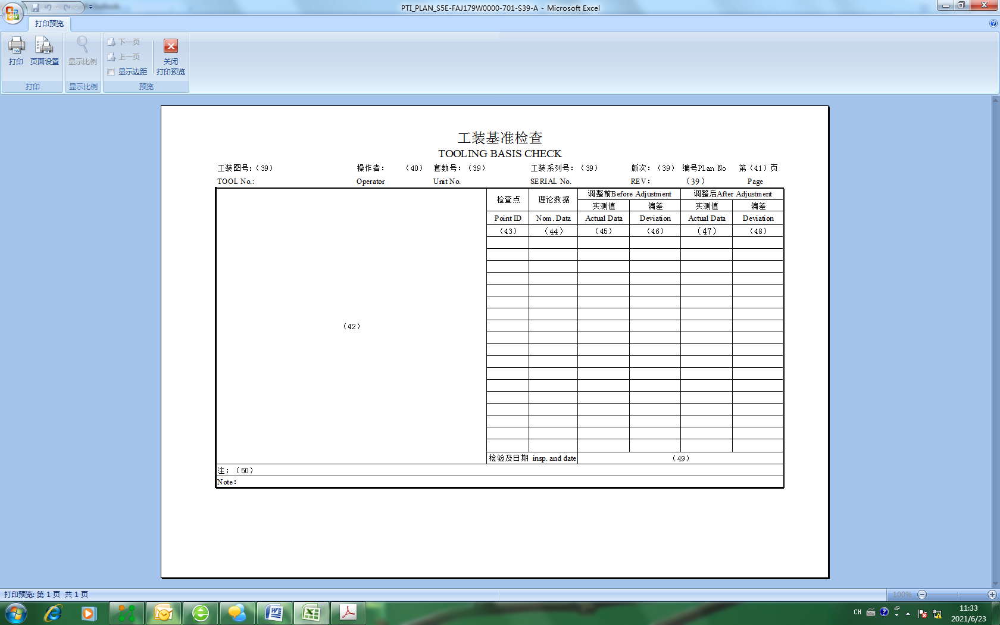 PTI_PLAN_S5E-FAJ179W0000-701-S39-A - Microsoft Excel
打印预览
打印 页面设置 显示比例 下一页 上一页 显示边距 关闭 打印预览
打印 显示比例 预览
工装基准检查
TOOLING BASIS CHECK
工装图号:（39） 操作者: （40） 套数号:（39） 工装系列号:（39） 版次:（39） 编号Plan No 第（41）页
TOOL No.: Operator Unit No. SERIAL No. REV: （39） Page
检查点 理论数据 调整前Before Adjustment 调整后After Adjustment
实测值 偏差 实测值 偏差
Point ID Nom. Data Actual Data Deviation Actual Data Deviation
（43） （44） （45） （46） （47） （48）
（42）
检验及日期 insp. and date （49）
注:（50）
Note:
打印预览: 第 1 页 共 1 页 100%
CH 11:33
2021/6/23